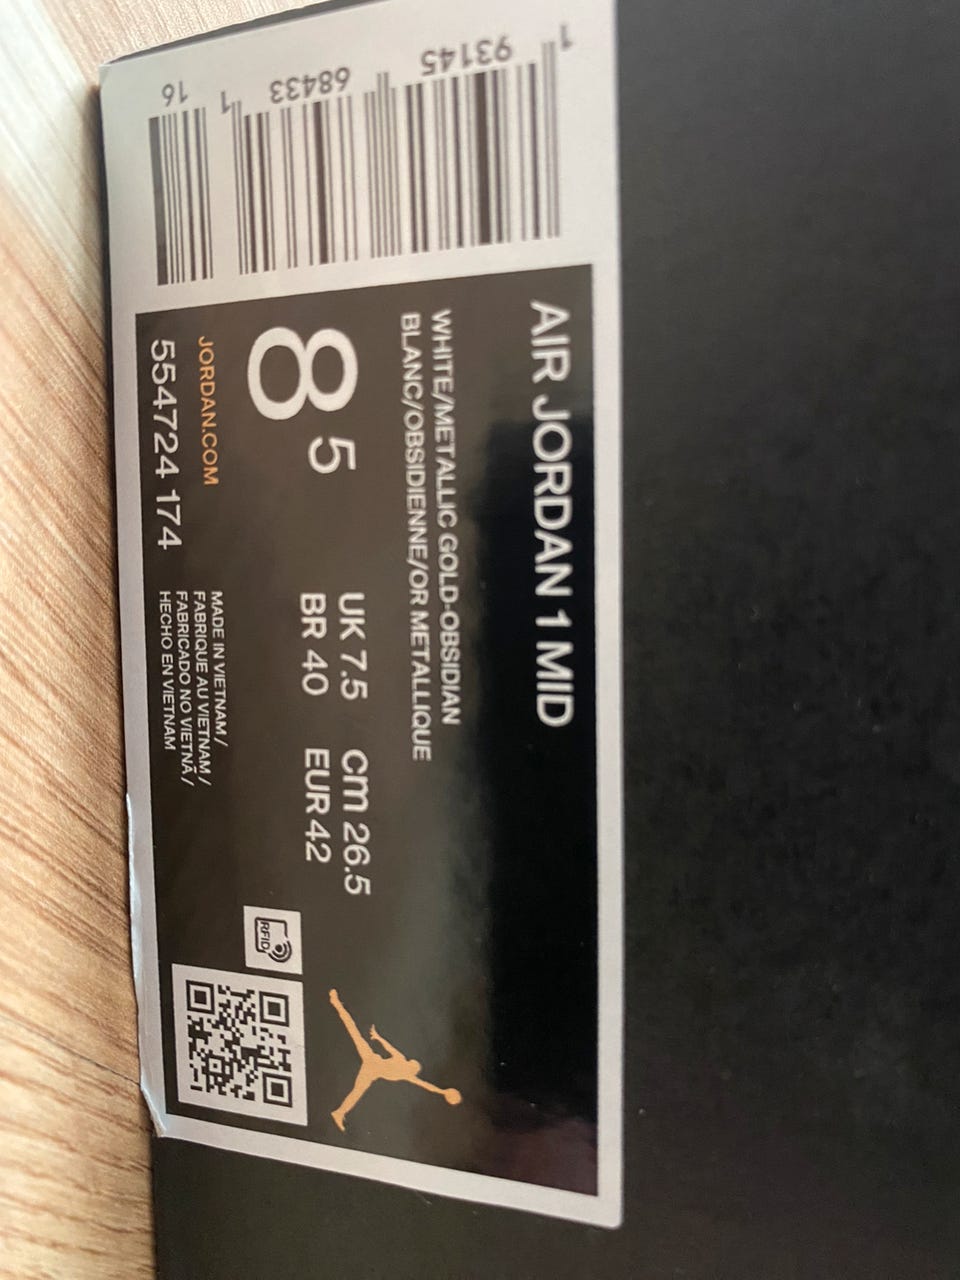 AIR JORDAN 1 MID
WHITE/METALLIC GOLD-OBSIDIAN
BLANC/OBSIDIENNE/OR METALLIQUE
8 5
UK 7.5 cm 26.5
BR 40 EUR 42
JORDAN.COM
554724 174
MADE IN VIETNAM /
FABRIQUE AU VIETNAM /
FABRICADO NO VIETNÃ /
HECHO EN VIETNAM
RFID
1 93145 68433 1 16